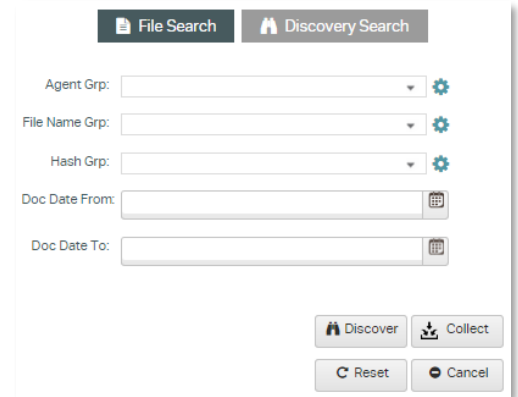 File Search Discovery Search
Agent Grp:
File Name Grp:
Hash Grp:
Doc Date From:
Doc Date To:
Discover Collect
Reset Cancel